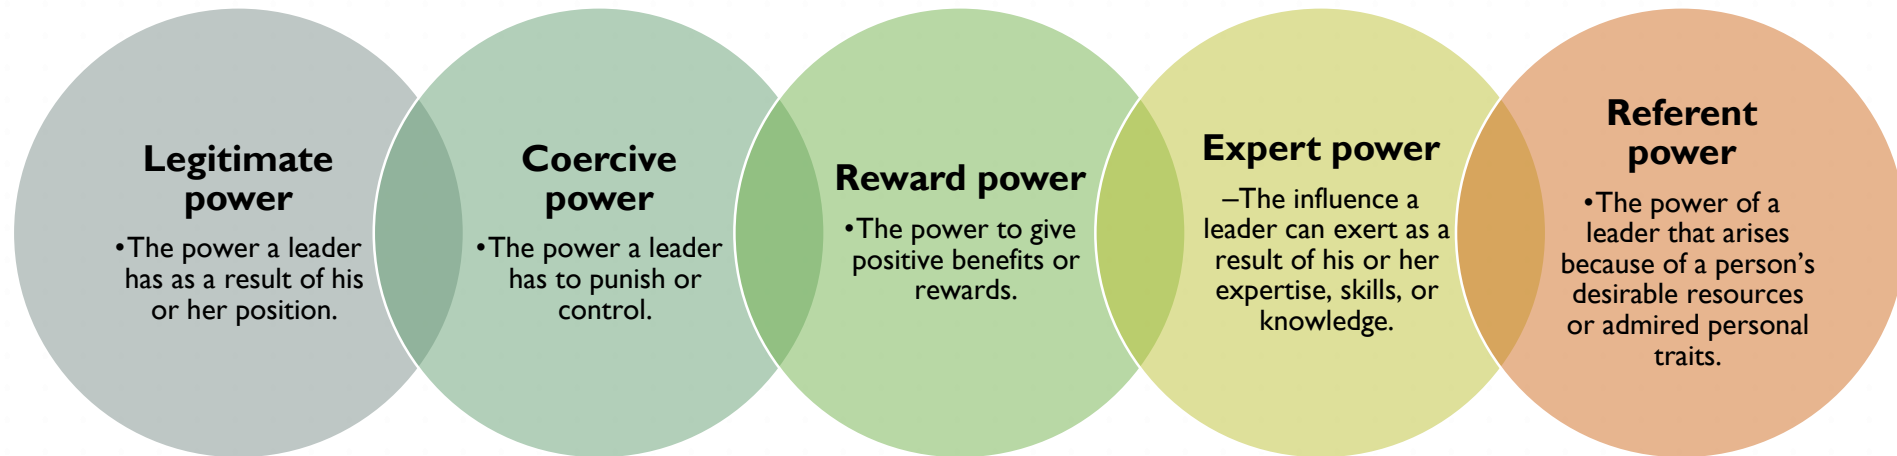 Legitimate
power
•The power a leader
has as a result of his
or her position.
Coercive
power
•The power a leader
has to punish or
control.
Reward power
•The power to give
positive benefits or
rewards.
Expert power
–The influence a
leader can exert as a
result of his or her
expertise, skills, or
knowledge.
Referent
power
•The power of a
leader that arises
because of a person’s
desirable resources
or admired personal
traits.